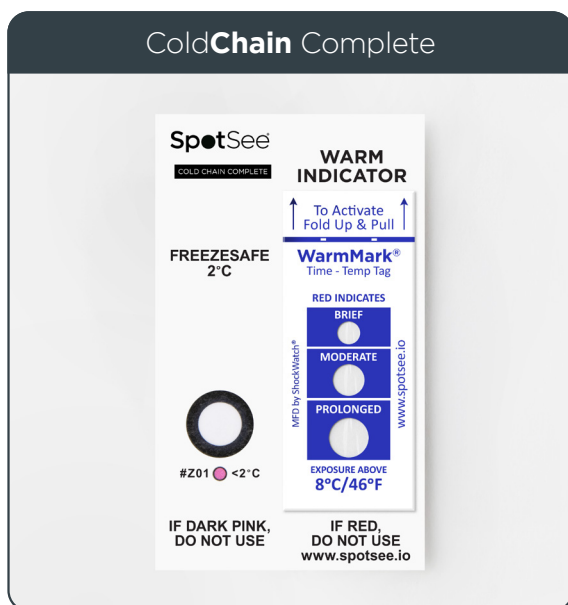 ColdChain Complete
SpotSee®
COLD CHAIN COMPLETE
FREEZESAFE
2°C
#Z01 <2°C
IF DARK PINK,
DO NOT USE
WARM
INDICATOR
To Activate
Fold Up & Pull
WarmMark®
Time - Temp Tag
RED INDICATES
BRIEF
MODERATE
PROLONGED
MFD by ShockWatch®
www.spotsee.io
EXPOSURE ABOVE
8°C/46°F
IF RED,
DO NOT USE
www.spotsee.io